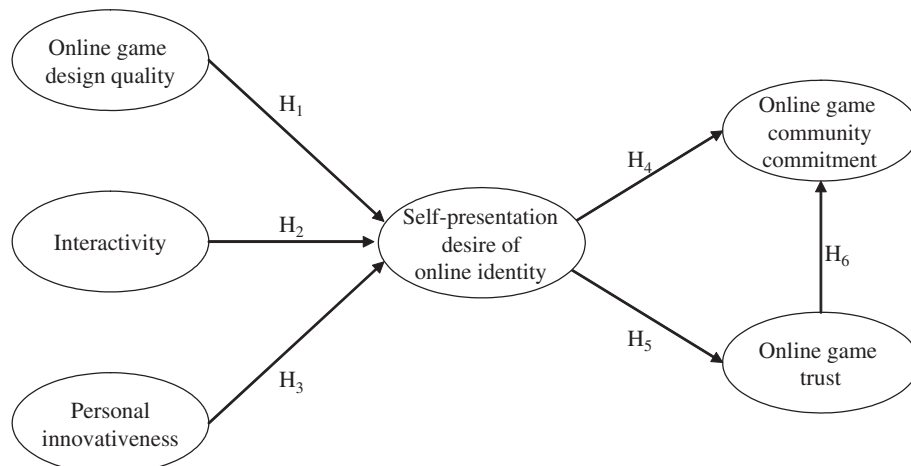 Online game
design quality
H₁
Online game
community
commitment
H₄
Self-presentation
desire of
online identity
Interactivity
H₂
H₆
H₅
Online game
trust
H₃
Personal
innovativeness